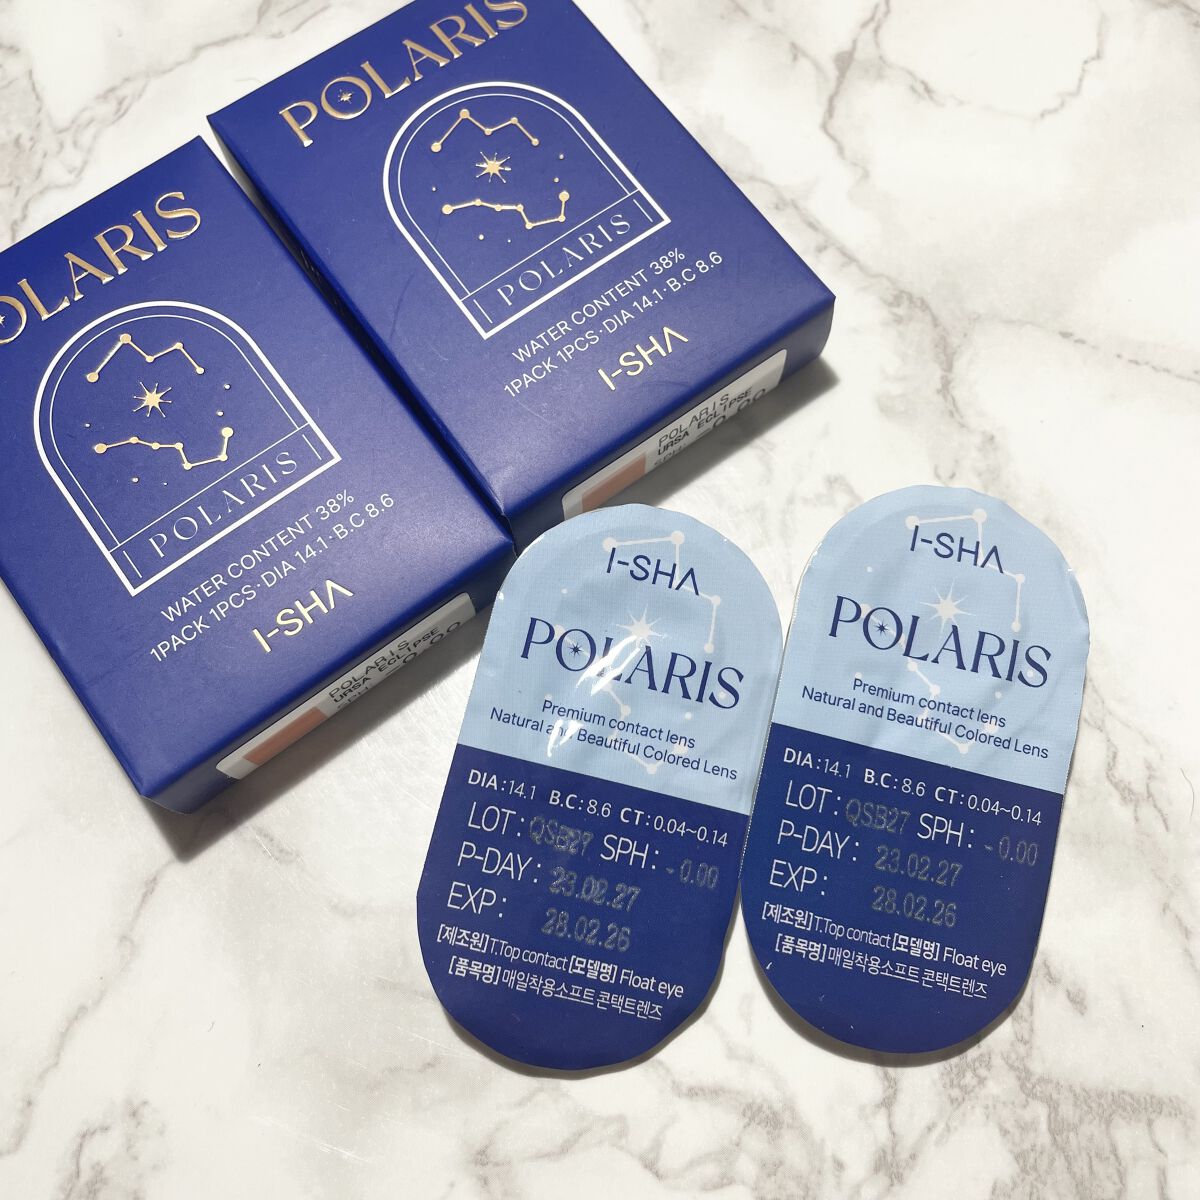 POLARIS
POLARIS
WATER CONTENT 38%
1PACK 1PCS·DIA 14.1·B.C 8.6
I-SHA
POLARIS
URSA ECLIPSE
OLARIS
POLARIS
WATER CONTENT 38%
1PACK 1PCS·DIA 14.1·B.C 8.6
I-SHA
POLARIS
URSA ECLIPSE
I-SHA
POLARIS
Premium contact lens
Natural and Beautiful Colored Lens
DIA:14.1 B.C:8.6 CT:0.04~0.14
LOT: QSB27 SPH: -0.00
P-DAY: 23.02.27
EXP: 28.02.26
[제조원]T.Top contact [모델명] Float eye
[품목명] 매일착용소프트 콘택트렌즈
I-SHA
POLARIS
Premium contact lens
Natural and Beautiful Colored Lens
DIA:14.1 B.C:8.6 CT:0.04~0.14
LOT: QSB27 SPH: -0.00
P-DAY: 23.02.27
EXP: 28.02.26
[제조원]T.Top contact [모델명] Float eye
[품목명] 매일착용소프트 콘택트렌즈